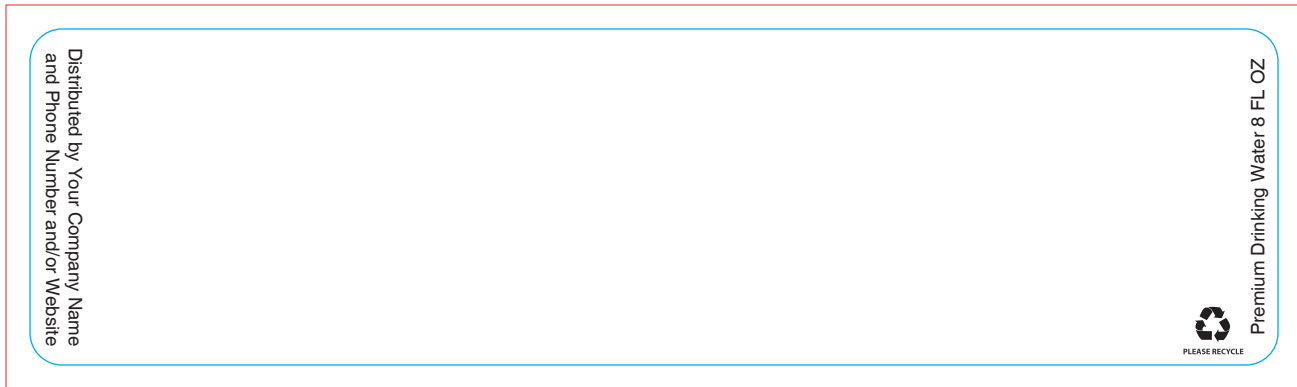 Distributed by Your Company Name
and Phone Number and/or Website
PLEASE RECYCLE
Premium Drinking Water 8 FL OZ